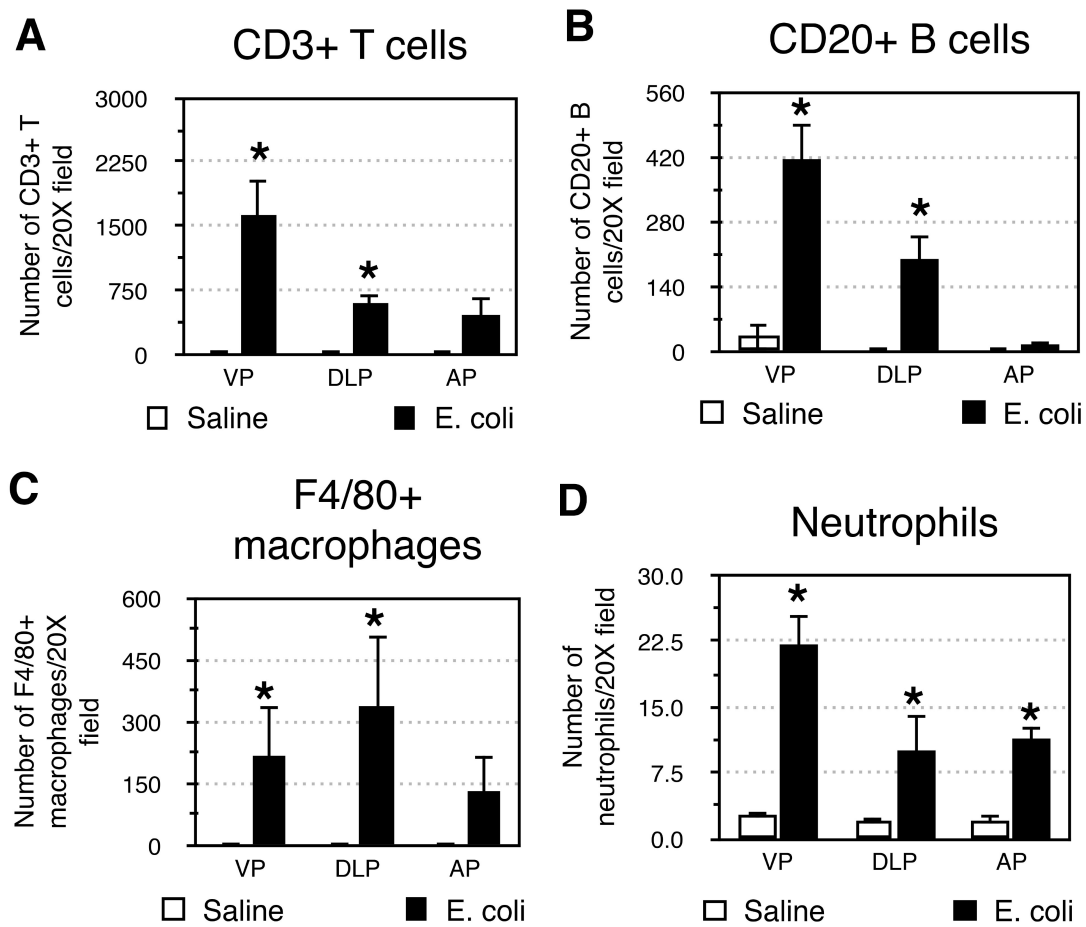 A
CD3+ T cells
Number of CD3+ T
cells/20X field
3000
2250
1500
750
0
*
*
VP
DLP
AP
Saline
E. coli
B
CD20+ B cells
Number of CD20+ B
cells/20X field
560
420
280
140
0
*
*
VP
DLP
AP
Saline
E. coli
C
F4/80+
macrophages
Number of F4/80+
macrophages/20X
field
600
450
300
150
0
*
*
VP
DLP
AP
Saline
E. coli
D
Neutrophils
Number of
neutrophils/20X field
30.0
22.5
15.0
7.5
0.0
*
*
*
VP
DLP
AP
Saline
E. coli